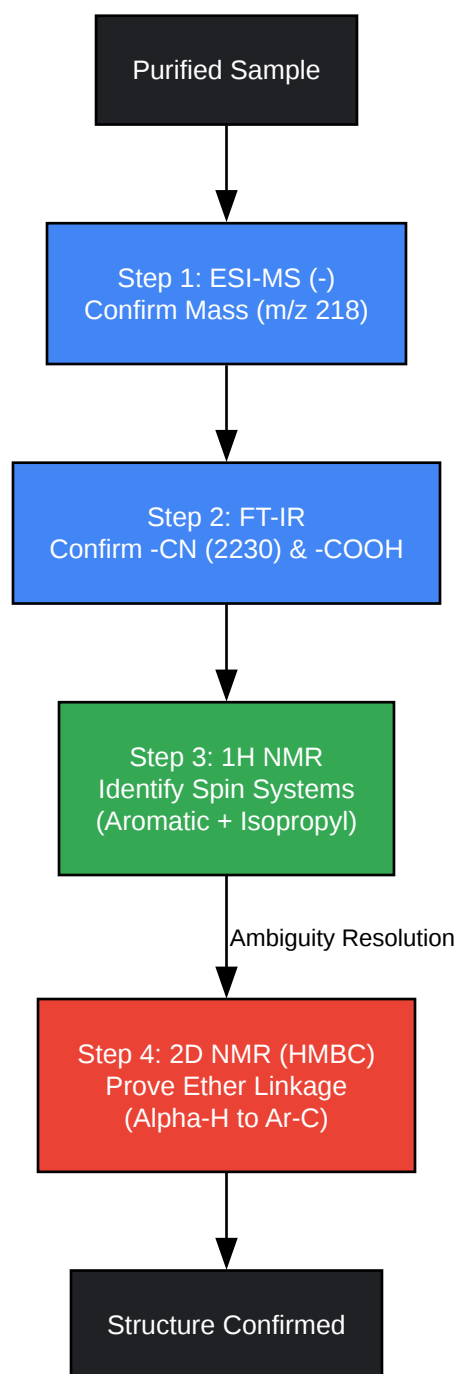 Purified Sample
Step 1: ESI-MS (-)
Confirm Mass (m/z 218)
Step 2: FT-IR
Confirm -CN (2230) & -COOH
Step 3: 1H NMR
Identify Spin Systems
(Aromatic + Isopropyl)
Ambiguity Resolution
Step 4: 2D NMR (HMBC)
Prove Ether Linkage
(Alpha-H to Ar-C)
Structure Confirmed